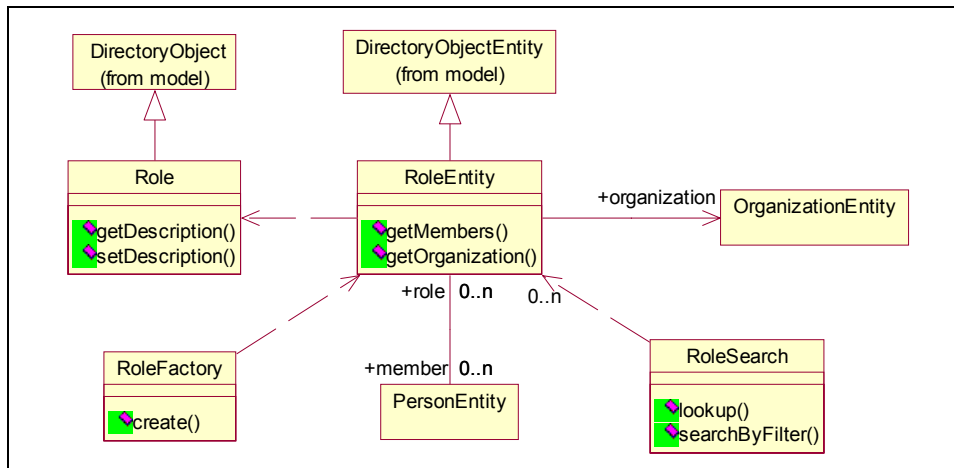 DirectoryObject
(from model)
DirectoryObjectEntity
(from model)
Role
getDescription()
setDescription()
RoleEntity
getMembers()
getOrganization()
+organization
OrganizationEntity
+role
0..n
0..n
RoleFactory
create()
+member
0..n
PersonEntity
RoleSearch
lookup()
searchByFilter()